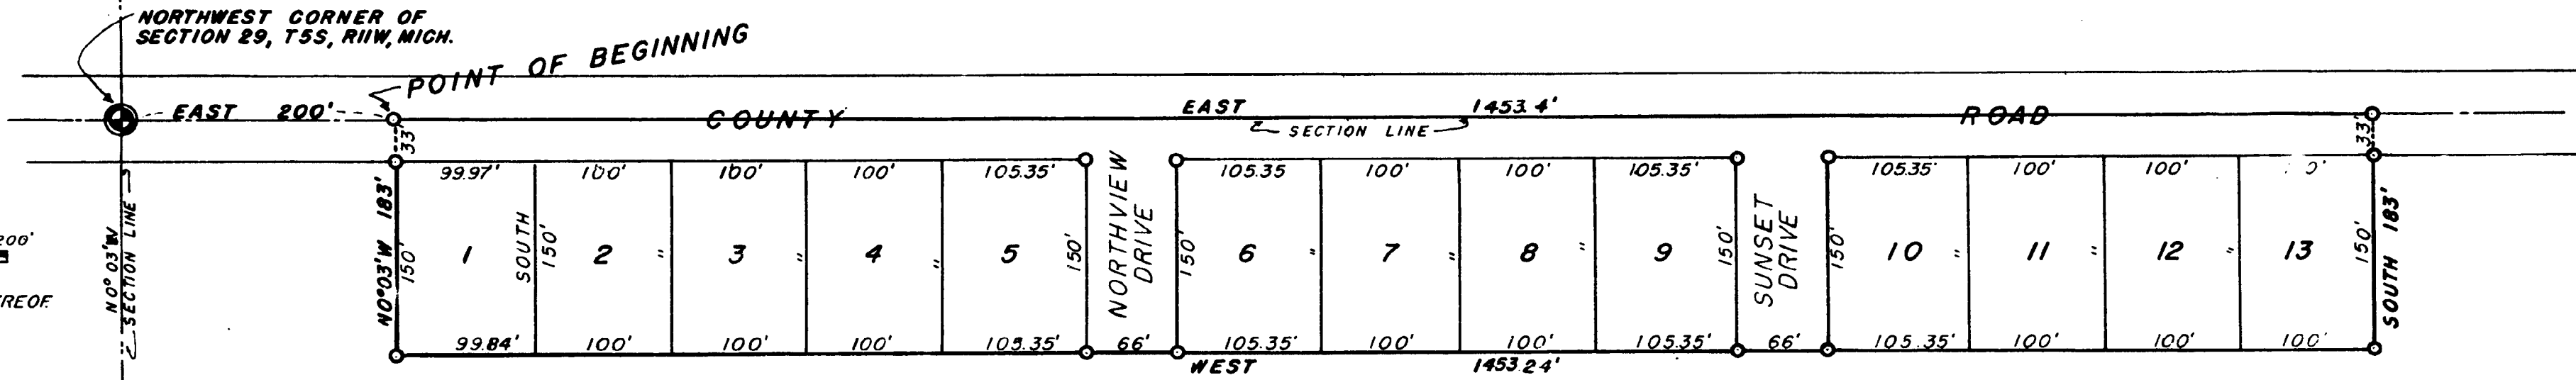 NORTHWEST CORNER OF
SECTION 29, T5S, R11W, MICH.
POINT OF BEGINNING
EAST 200'
COUNTY
EAST 1453.4'
ROAD
SECTION LINE
33'
33'
99.97' 100' 100' 100' 105.35' 105.35 100' 100' 105.35' 105.35' 100' 100'
N0°03'W
SECTION LINE
200'
REOF.
N0°03'W 183'
150'
1
SOUTH
150'
2
"
3
"
4
"
5
150'
NORTHVIEW
DRIVE
150'
6
"
7
"
8
"
9
150'
SUNSET
DRIVE
150'
10
"
11
"
12
"
13
150'
SOUTH 183'
99.84' 100' 100' 100' 105.35' 66' 105.35' 100' 100' 105.35' 66' 105.35' 100' 100' 100'
WEST 1453.24'